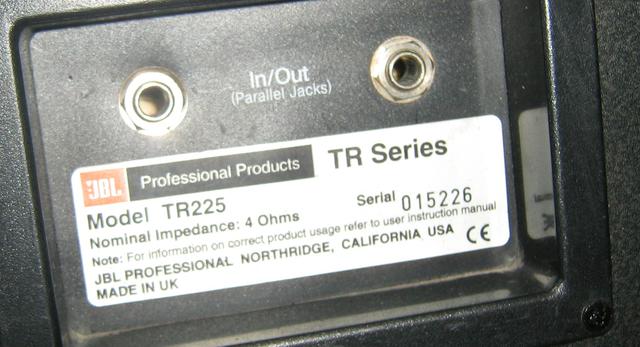 In/Out
(Parallel Jacks)
JBL Professional Products TR Series
Model TR225 Serial 015226
Nominal Impedance: 4 Ohms
Note: For information on correct product usage refer to user instruction manual
JBL PROFESSIONAL NORTHRIDGE, CALIFORNIA USA CE
MADE IN UK